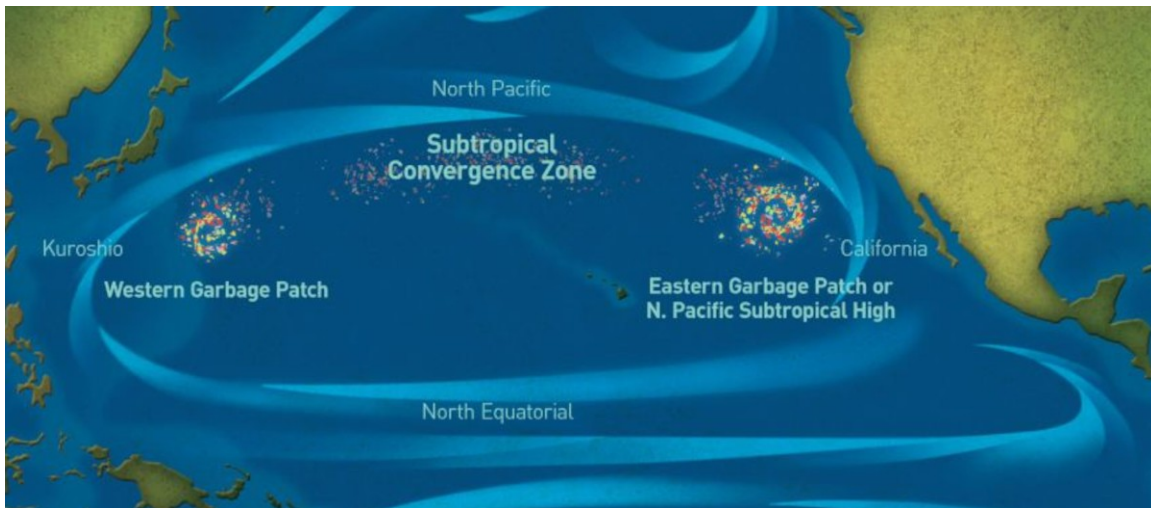 North Pacific
Subtropical
Convergence Zone
Kuroshio
California
Western Garbage Patch
Eastern Garbage Patch or
N. Pacific Subtropical High
North Equatorial